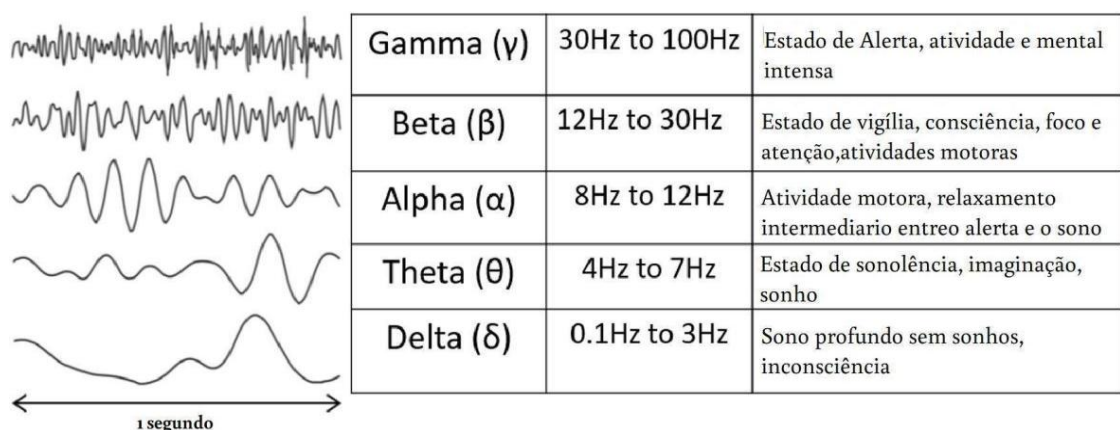 Gamma (γ) 30Hz to 100Hz Estado de Alerta, atividade e mental
intensa
Beta (β) 12Hz to 30Hz Estado de vigília, consciência, foco e
atenção,atividades motoras
Alpha (α) 8Hz to 12Hz Atividade motora, relaxamento
intermediario entreo alerta e o sono
Theta (θ) 4Hz to 7Hz Estado de sonolência, imaginação,
sonho
Delta (δ) 0.1Hz to 3Hz Sono profundo sem sonhos,
inconsciência
1 segundo